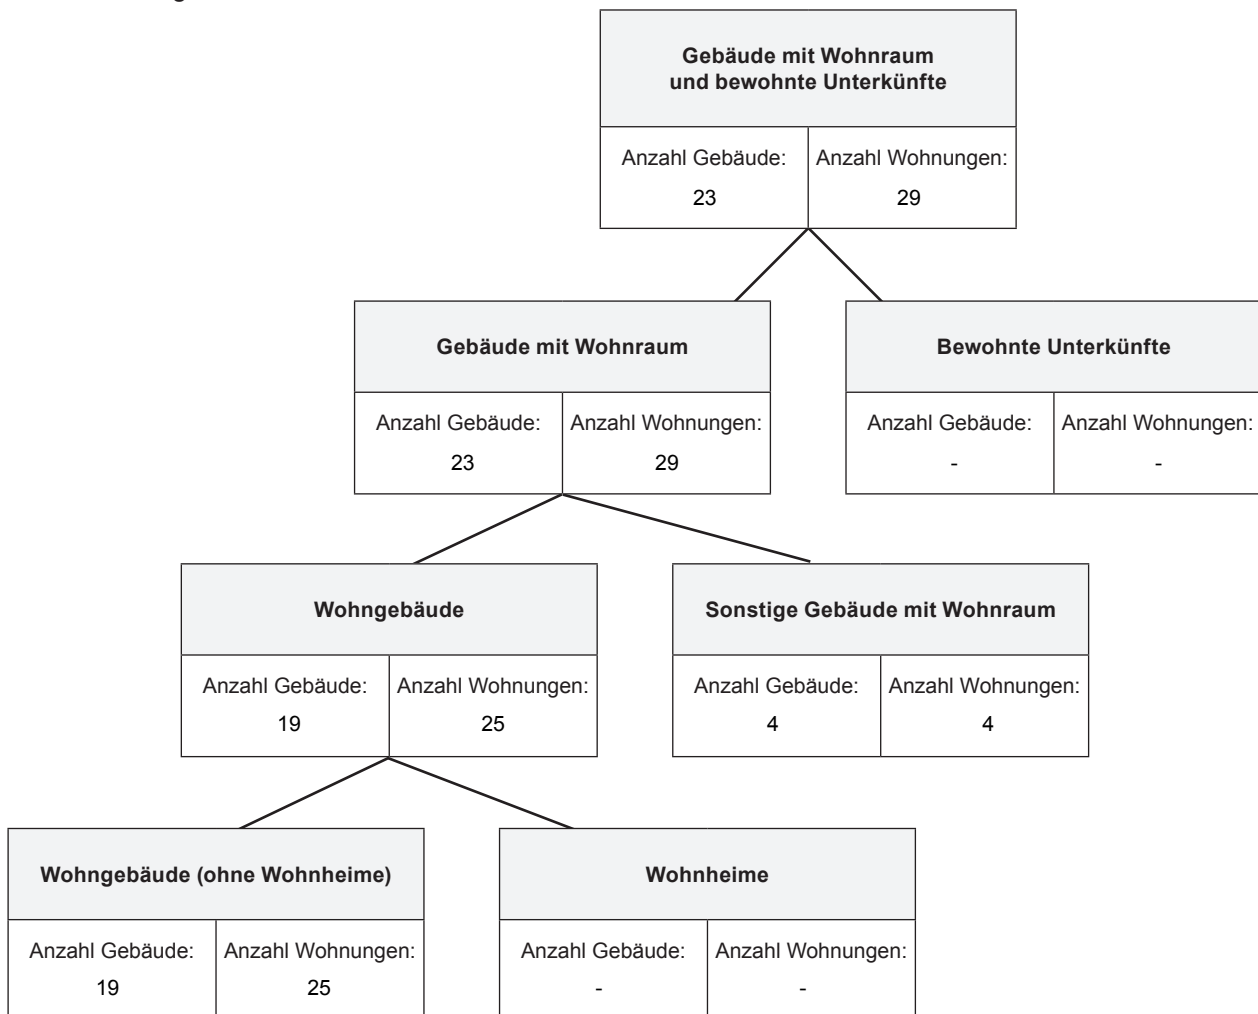 Gebäude mit Wohnraum
und bewohnte Unterkünfte
Anzahl Gebäude: Anzahl Wohnungen:
23 29
Gebäude mit Wohnraum
Anzahl Gebäude: Anzahl Wohnungen:
23 29
Bewohnte Unterkünfte
Anzahl Gebäude: Anzahl Wohnungen:
- -
Wohngebäude
Anzahl Gebäude: Anzahl Wohnungen:
19 25
Sonstige Gebäude mit Wohnraum
Anzahl Gebäude: Anzahl Wohnungen:
4 4
Wohngebäude (ohne Wohnheime)
Anzahl Gebäude: Anzahl Wohnungen:
19 25
Wohnheime
Anzahl Gebäude: Anzahl Wohnungen:
- -